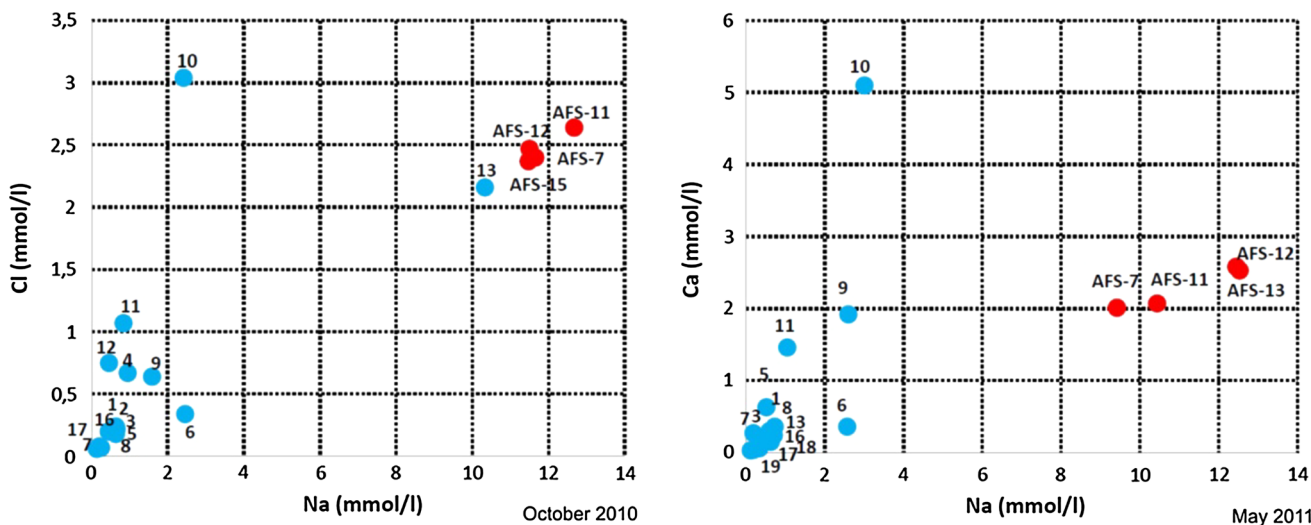 3,5
3
2,5
2
1,5
1
0,5
0
Cl (mmol/l)
10
AFS-11
AFS-12
AFS-7
AFS-15
13
11
12
4
9
6
1
2
16
3
17
5
7
8
0 2 4 6 8 10 12 14
Na (mmol/l)
October 2010
6
5
4
3
2
1
0
Ca (mmol/l)
10
AFS-12
AFS-7
AFS-11
AFS-13
9
11
5
6
1
8
7
3
13
16
17
18
19
0 2 4 6 8 10 12 14
Na (mmol/l)
May 2011